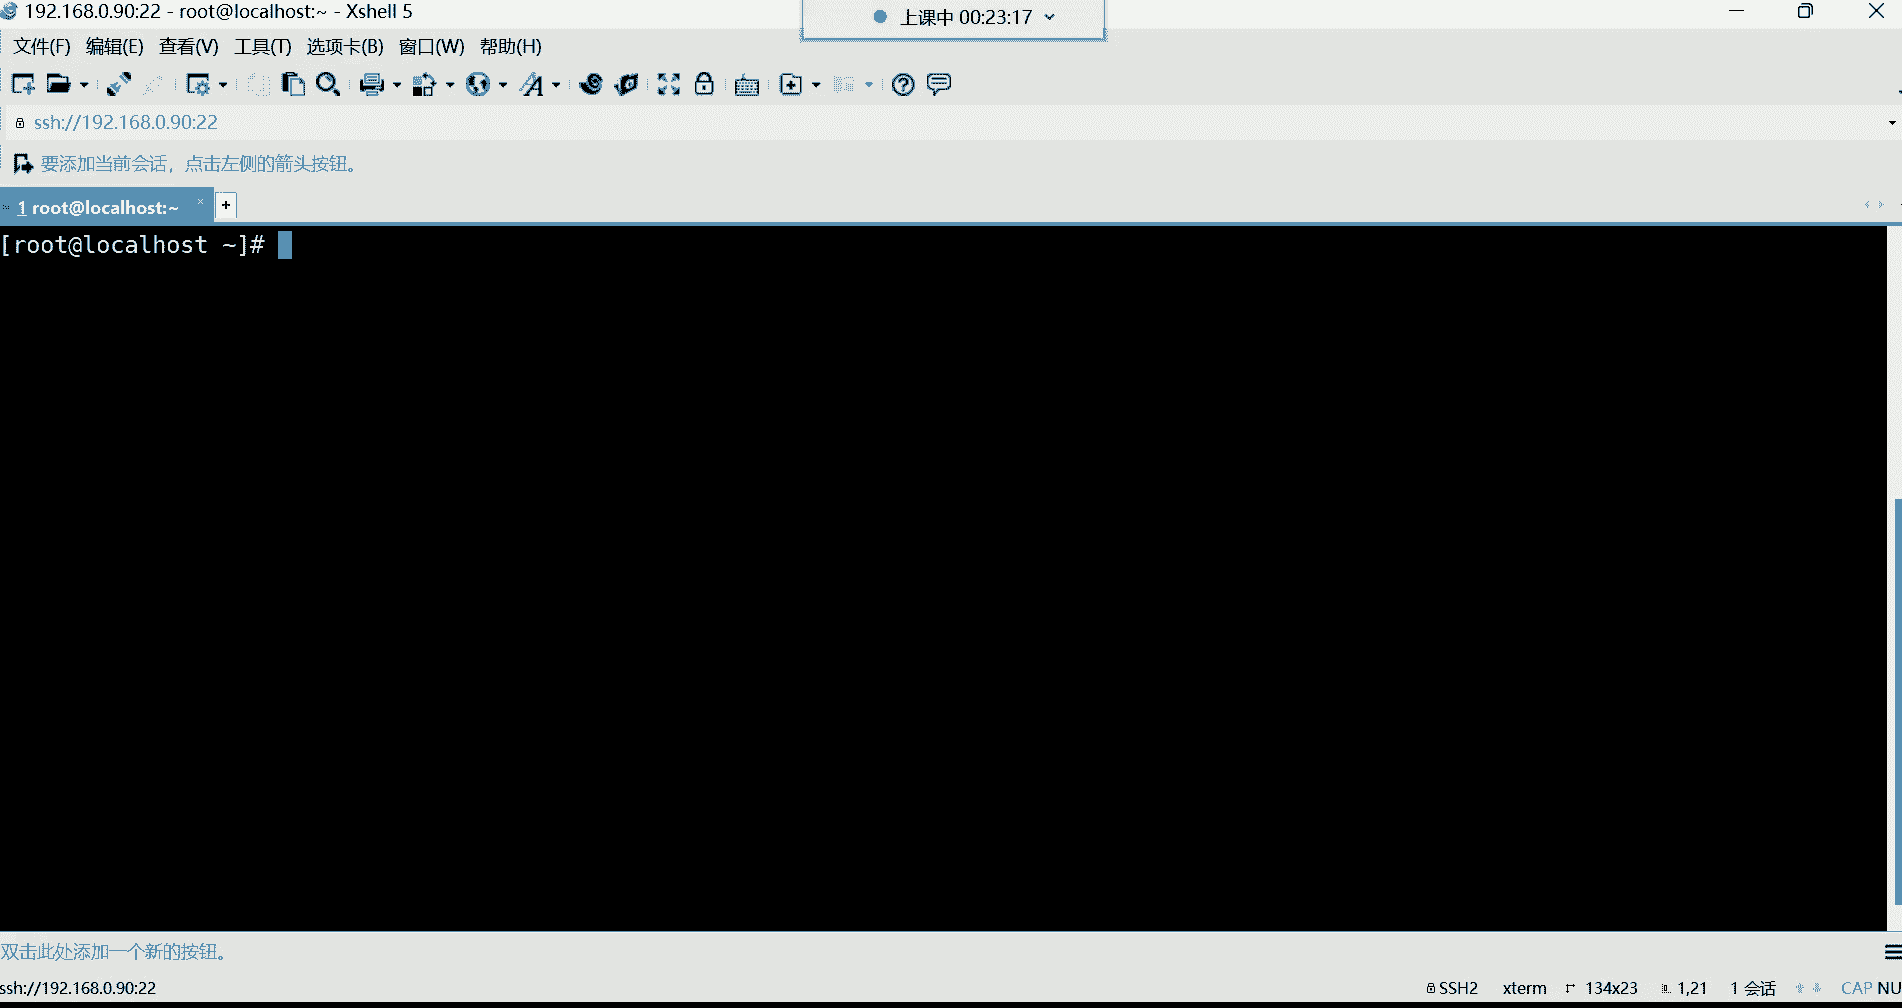 192.168.0.90:22 - root@localhost:~ - Xshell 5
上课中 00:23:17
文件(F) 编辑(E) 查看(V) 工具(T) 选项卡(B) 窗口(W) 帮助(H)
ssh://192.168.0.90:22
要添加当前会话，点击左侧的箭头按钮。
1 root@localhost:~ × +
[root@localhost ~]#
双击此处添加一个新的按钮。
ssh://192.168.0.90:22 SSH2 xterm 134x23 1,21 1 会话 CAP NU